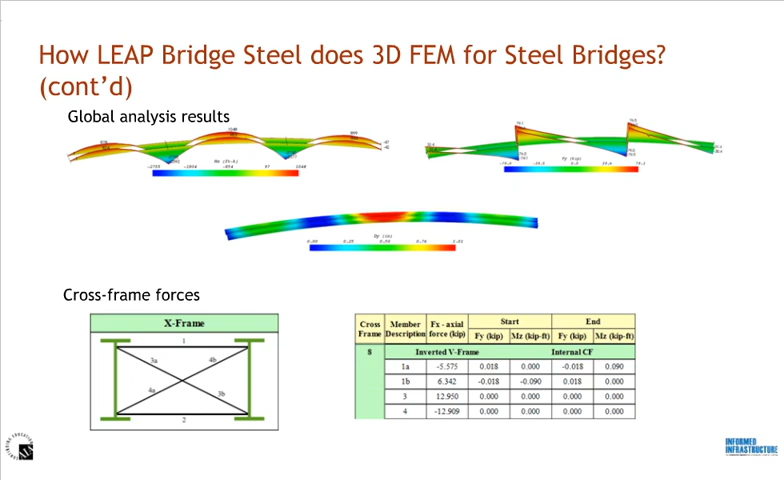 How LEAP Bridge Steel does 3D FEM for Steel Bridges?
(cont'd)
Global analysis results
Cross-frame forces
X-Frame
1
3a
4b
4a
3b
2
Cross Frame Member Description Fx - axial force (kip) Start End
Fy (kip) Mz (kip-ft) Fy (kip) Mz (kip-ft)
8 Inverted V-Frame Internal CF
1a -5.575 0.018 0.000 -0.018 0.090
1b 6.342 -0.018 -0.090 0.018 0.000
3 12.950 0.000 0.000 0.000 0.000
4 -12.909 0.000 0.000 0.000 0.000
INFORMED
INFRASTRUCTURE